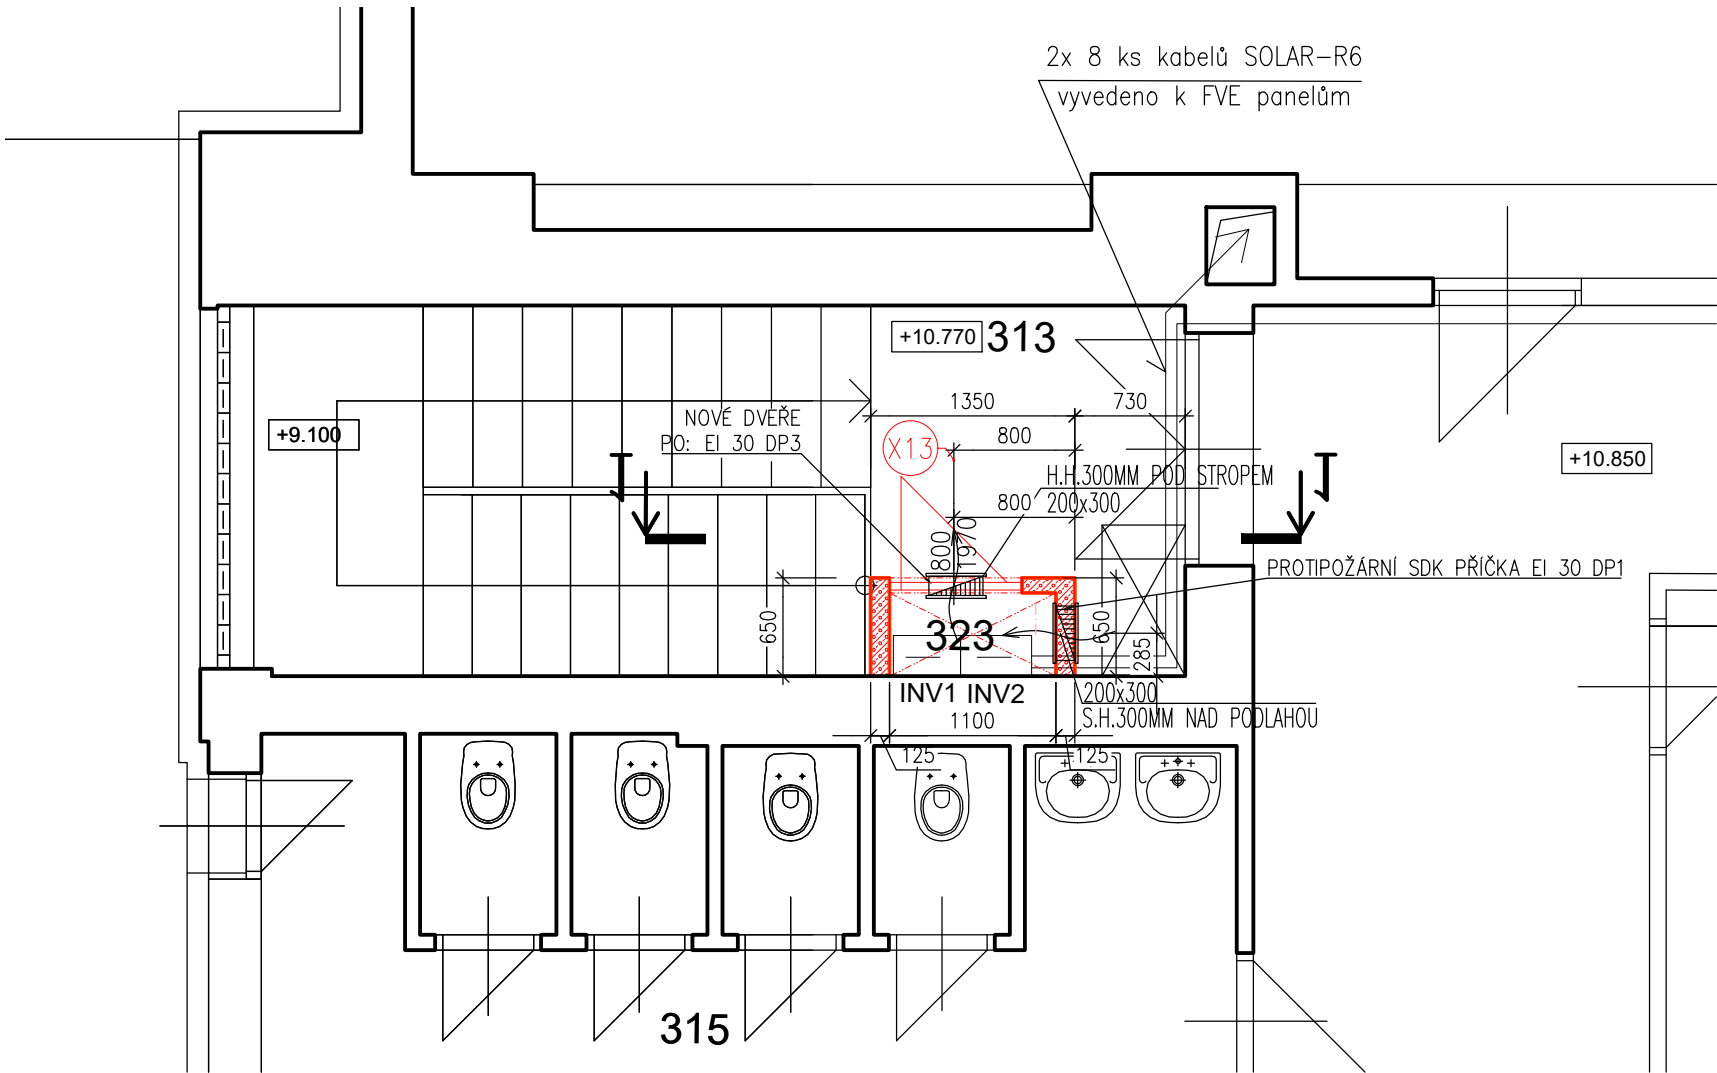 2x 8 ks kabelů SOLAR-R6
vyvedeno k FVE panelům
+10.770
313
1350
730
NOVÉ DVEŘE
PO: EI 30 DP3
+9.100
X13
800
+10.850
H.H.300MM POD STROPEM
800
200x300
800
1970
PROTIPOŽÁRNÍ SDK PŘÍČKA EI 30 DP1
650
323
650
285
INV1
INV2
200x300
1100
S.H.300MM NAD PODLAHOU
125
125
315